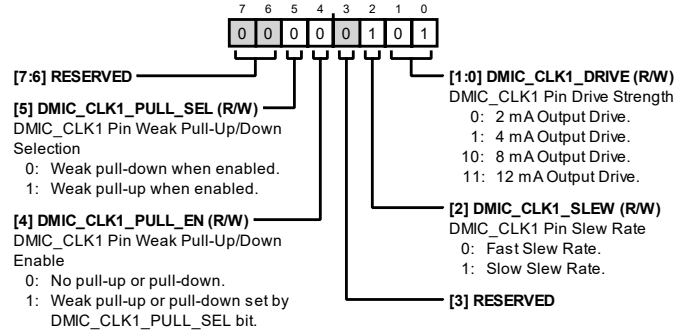 7 6 5 4 3 2 1 0
0 0 0 0 0 1 0 1
[7:6] RESERVED
[5] DMIC_CLK1_PULL_SEL (R/W)
DMIC_CLK1 Pin Weak Pull-Up/Down
Selection
0: Weak pull-down when enabled.
1: Weak pull-up when enabled.
[4] DMIC_CLK1_PULL_EN (R/W)
DMIC_CLK1 Pin Weak Pull-Up/Down
Enable
0: No pull-up or pull-down.
1: Weak pull-up or pull-down set by
DMIC_CLK1_PULL_SEL bit.
[1:0] DMIC_CLK1_DRIVE (R/W)
DMIC_CLK1 Pin Drive Strength
0: 2 mA Output Drive.
1: 4 mA Output Drive.
10: 8 mA Output Drive.
11: 12 mA Output Drive.
[2] DMIC_CLK1_SLEW (R/W)
DMIC_CLK1 Pin Slew Rate
0: Fast Slew Rate.
1: Slow Slew Rate.
[3] RESERVED